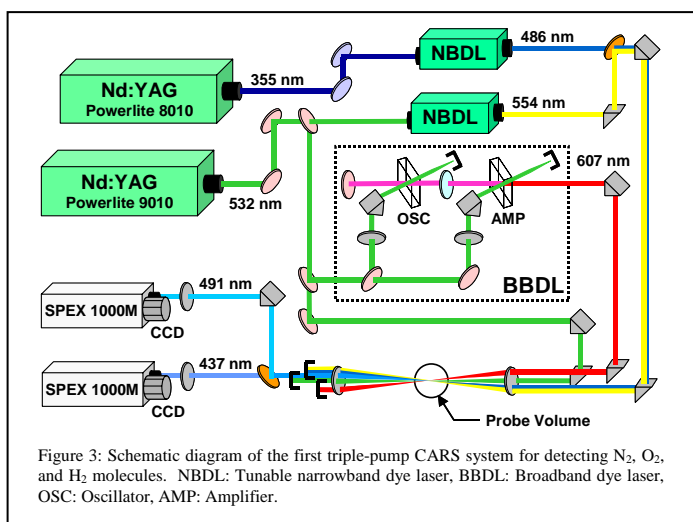 486 nm
NBDL
355 nm
Nd:YAG
Powerlite 8010
554 nm
NBDL
Nd:YAG
Powerlite 9010
532 nm
607 nm
OSC
AMP
BBDL
491 nm
SPEX 1000M
CCD
437 nm
SPEX 1000M
CCD
Probe Volume
Figure 3: Schematic diagram of the first triple-pump CARS system for detecting N₂, O₂,
and H₂ molecules. NBDL: Tunable narrowband dye laser, BBDL: Broadband dye laser,
OSC: Oscillator, AMP: Amplifier.